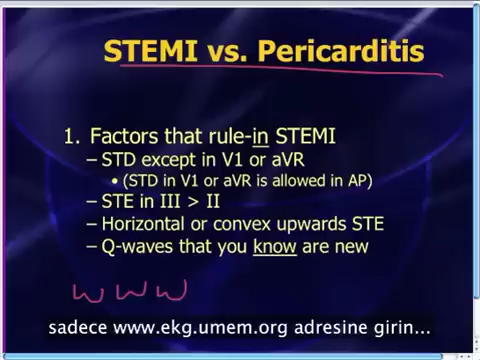 STEMI vs. Pericarditis
1. Factors that rule-in STEMI
– STD except in V1 or aVR
• (STD in V1 or aVR is allowed in AP)
– STE in III > II
– Horizontal or convex upwards STE
– Q-waves that you know are new
www
sadece www.ekg.umem.org adresine girin...